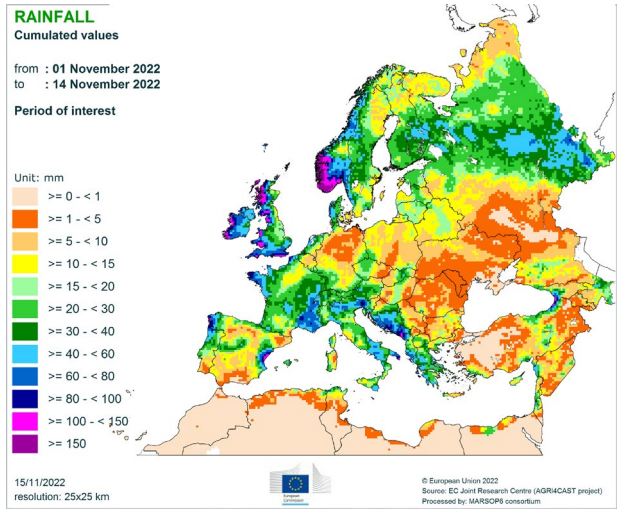 RAINFALL
Cumulated values
from : 01 November 2022
to : 14 November 2022
Period of interest
Unit: mm
>= 0 - < 1
>= 1 - < 5
>= 5 - < 10
>= 10 - < 15
>= 15 - < 20
>= 20 - < 30
>= 30 - < 40
>= 40 - < 60
>= 60 - < 80
>= 80 - < 100
>= 100 - < 150
>= 150
15/11/2022
resolution: 25x25 km
European
Commission
© European Union 2022
Source: EC Joint Research Centre (AGRI4CAST project)
Processed by: MARSOP6 consortium